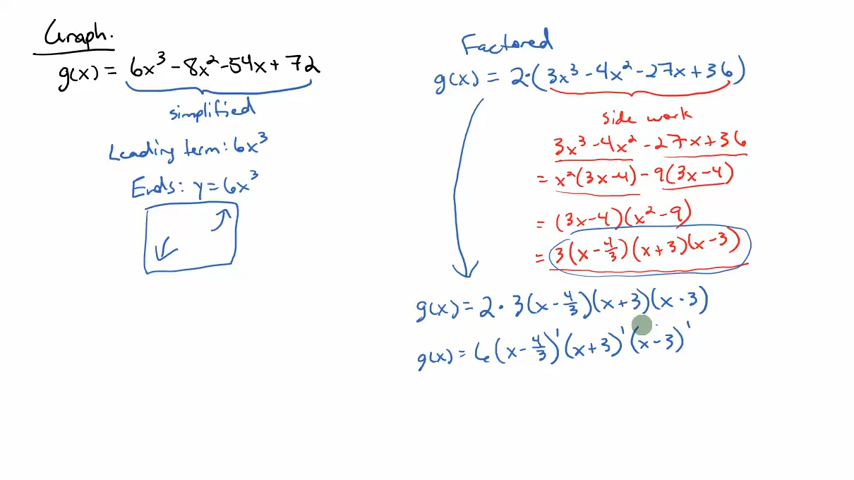 Graph.
g(x) = 6x³ - 8x² - 54x + 72
simplified
Leading term: 6x³
Ends: y = 6x³
Factored
g(x) = 2·(3x³ - 4x² - 27x + 36)
side work
3x³ - 4x² - 27x + 36
= x²(3x - 4) - 9(3x - 4)
= (3x - 4)(x² - 9)
= 3(x - 4/3)(x + 3)(x - 3)
g(x) = 2 · 3(x - 4/3)(x + 3)(x - 3)
g(x) = 6(x - 4/3)¹(x + 3)¹(x - 3)¹